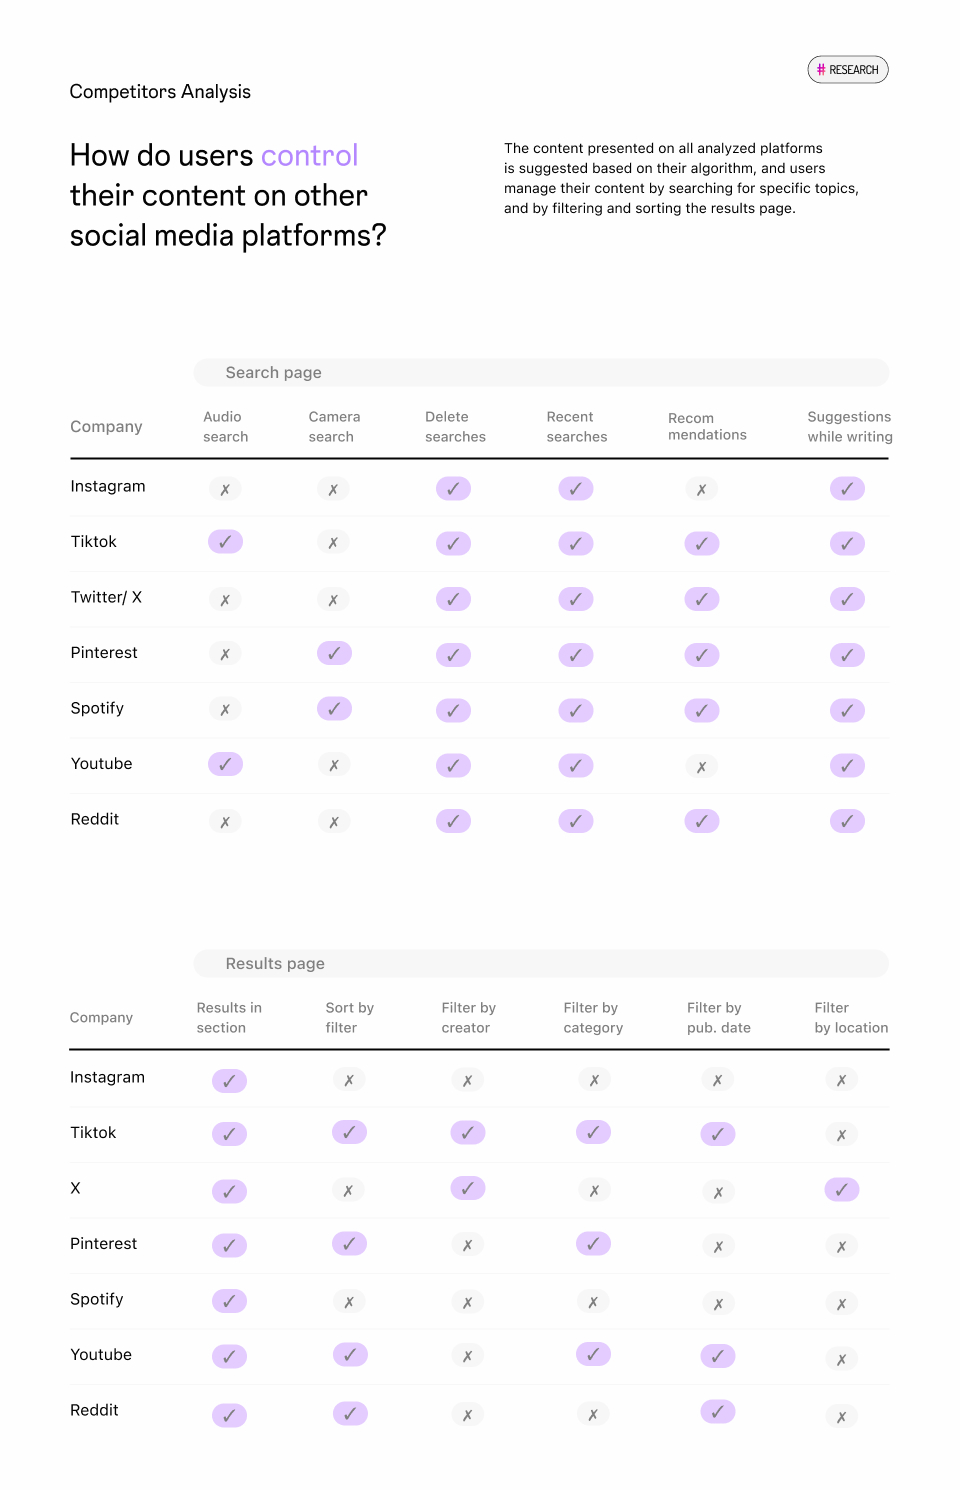 # RESEARCH
Competitors Analysis
How do users control
their content on other
social media platforms?
The content presented on all analyzed platforms
is suggested based on their algorithm, and users
manage their content by searching for specific topics,
and by filtering and sorting the results page.
Search page
Company Audio search Camera search Delete searches Recent searches Recom mendations Suggestions while writing
Instagram ✗ ✗ ✓ ✓ ✗ ✓
Tiktok ✓ ✗ ✓ ✓ ✓ ✓
Twitter/ X ✗ ✗ ✓ ✓ ✓ ✓
Pinterest ✗ ✓ ✓ ✓ ✓ ✓
Spotify ✗ ✓ ✓ ✓ ✓ ✓
Youtube ✓ ✗ ✓ ✓ ✗ ✓
Reddit ✗ ✗ ✓ ✓ ✓ ✓
Results page
Company Results in section Sort by filter Filter by creator Filter by category Filter by pub. date Filter by location
Instagram ✓ ✗ ✗ ✗ ✗ ✗
Tiktok ✓ ✓ ✓ ✓ ✓ ✗
X ✓ ✗ ✓ ✗ ✗ ✓
Pinterest ✓ ✓ ✗ ✓ ✗ ✗
Spotify ✓ ✗ ✗ ✗ ✗ ✗
Youtube ✓ ✓ ✗ ✓ ✓ ✗
Reddit ✓ ✓ ✗ ✗ ✓ ✗